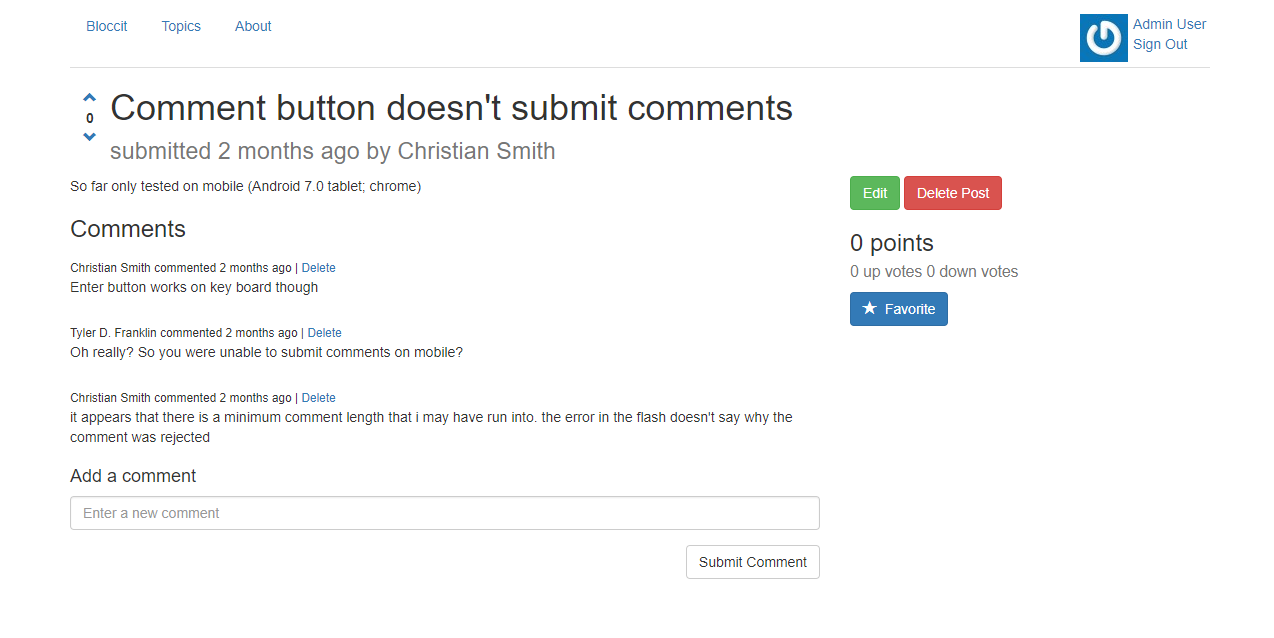 Bloccit Topics About
Admin User
Sign Out
0
Comment button doesn't submit comments
submitted 2 months ago by Christian Smith
So far only tested on mobile (Android 7.0 tablet; chrome)
Edit Delete Post
Comments
0 points
0 up votes 0 down votes
Favorite
Christian Smith commented 2 months ago | Delete
Enter button works on key board though
Tyler D. Franklin commented 2 months ago | Delete
Oh really? So you were unable to submit comments on mobile?
Christian Smith commented 2 months ago | Delete
it appears that there is a minimum comment length that i may have run into. the error in the flash doesn't say why the
comment was rejected
Add a comment
Enter a new comment
Submit Comment